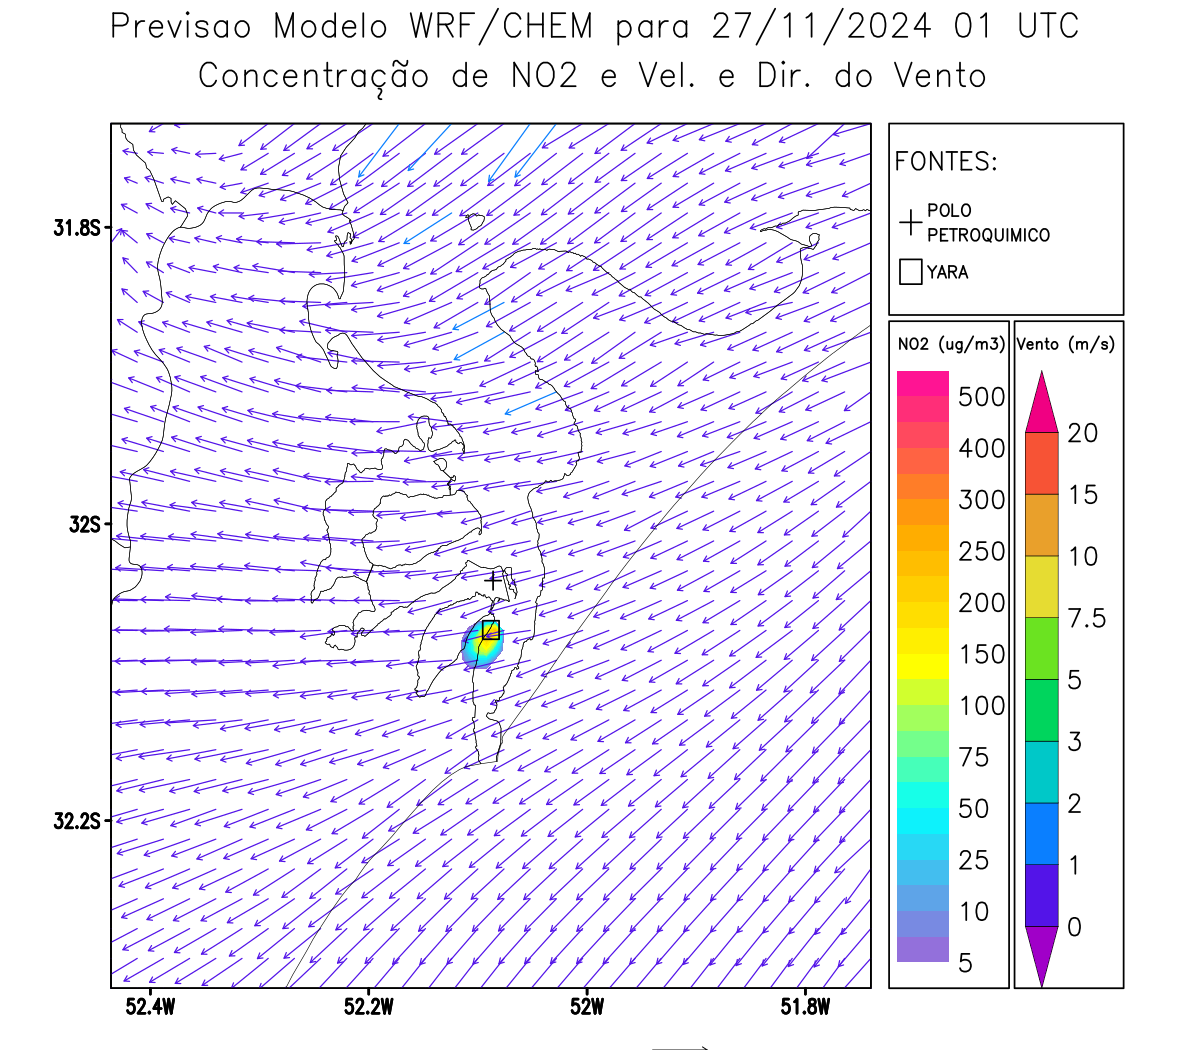 Previsao Modelo WRF/CHEM para 27/11/2024 01 UTC
Concentração de NO2 e Vel. e Dir. do Vento
FONTES:
POLO
PETROQUIMICO
YARA
NO2 (ug/m3)
500
400
300
250
200
150
100
75
50
25
10
5
Vento (m/s)
20
15
10
7.5
5
3
2
1
0
31.8S
32S
32.2S
52.4W
52.2W
52W
51.8W